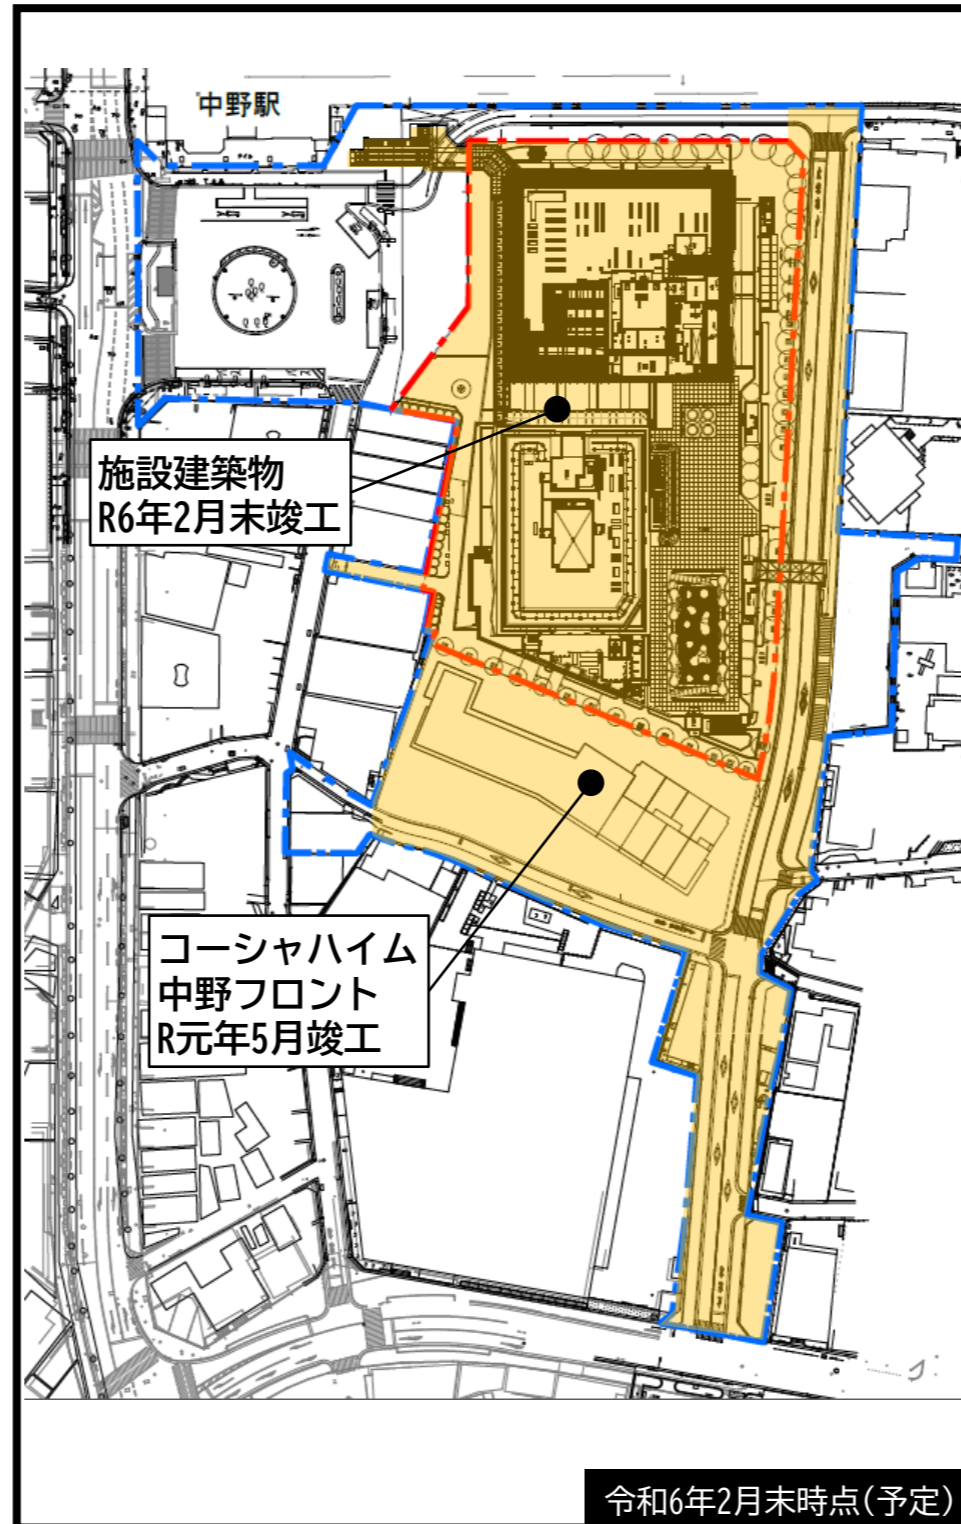 中野駅
施設建築物
R6年2月末竣工
コーシャハイム
中野フロント
R元年5月竣工
令和6年2月末時点(予定)